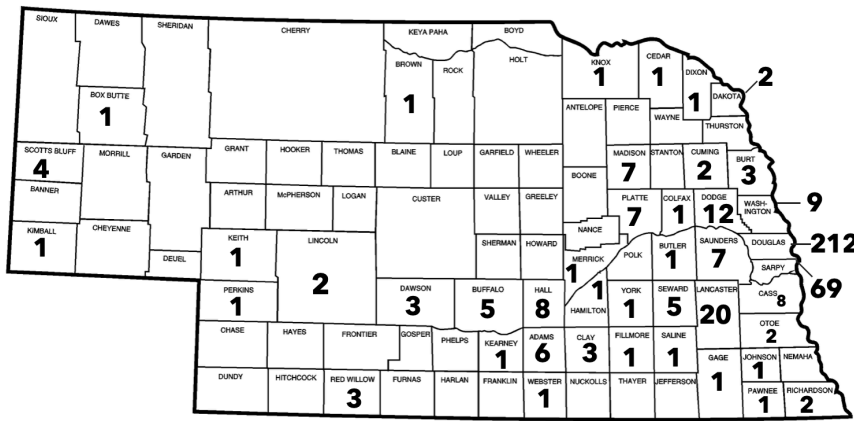 SIOUX
DAWES
SHERIDAN
CHERRY
KEYA PAHA
BOYD
BROWN
1
ROCK
HOLT
KNOX
1
CEDAR
1
DIXON
1
DAKOTA
2
BOX BUTTE
1
ANTELOPE
PIERCE
WAYNE
THURSTON
SCOTTS BLUFF
4
MORRILL
GARDEN
GRANT
HOOKER
THOMAS
BLAINE
LOUP
GARFIELD
WHEELER
BOONE
MADISON
7
STANTON
CUMING
2
BURT
3
BANNER
ARTHUR
McPHERSON
LOGAN
CUSTER
VALLEY
GREELEY
NANCE
PLATTE
7
COLFAX
1
DODGE
12
WASH-
INGTON
9
KIMBALL
1
CHEYENNE
DEUEL
KEITH
1
LINCOLN
2
SHERMAN
HOWARD
MERRICK
1
POLK
BUTLER
1
SAUNDERS
7
DOUGLAS
212
SARPY
69
PERKINS
1
DAWSON
3
BUFFALO
5
HALL
8
1
HAMILTON
YORK
1
SEWARD
5
LANCASTER
20
CASS
8
OTOE
2
CHASE
HAYES
FRONTIER
GOSPER
PHELPS
KEARNEY
1
ADAMS
6
CLAY
3
FILLMORE
1
SALINE
1
GAGE
1
JOHNSON
1
NEMAHA
DUNDY
HITCHCOCK
RED WILLOW
3
FURNAS
HARLAN
FRANKLIN
WEBSTER
1
NUCKOLLS
THAYER
JEFFERSON
PAWNEE
1
RICHARDSON
2